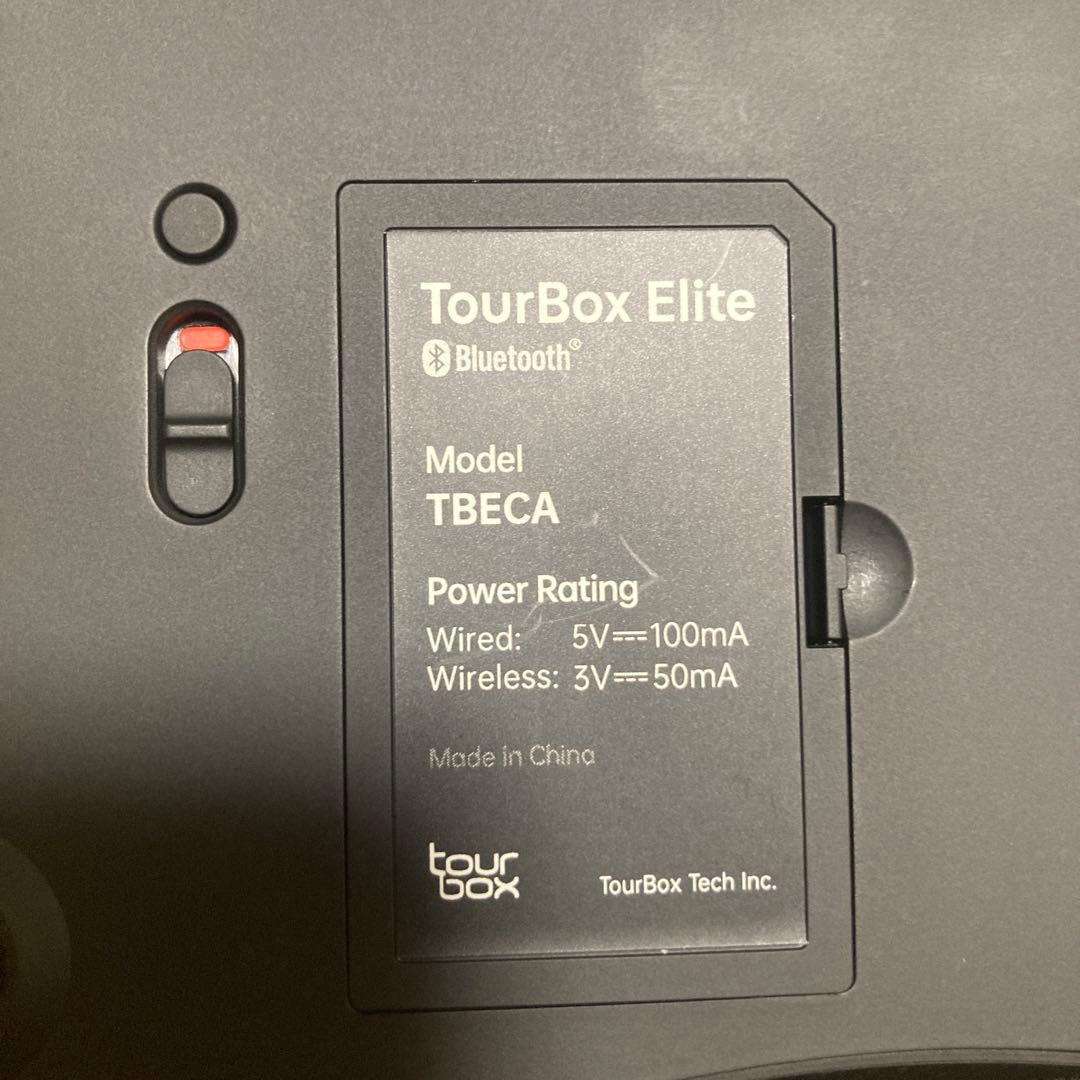 TourBox Elite
Bluetooth®
Model
TBECA
Power Rating
Wired: 5V⎓100mA
Wireless: 3V⎓50mA
Made in China
tour
box
TourBox Tech Inc.